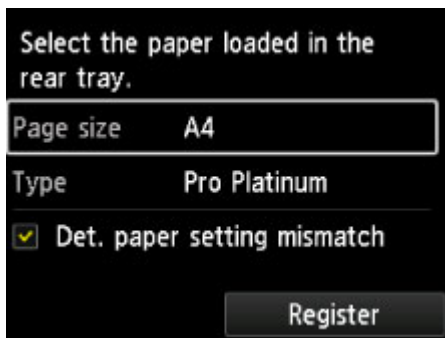 Select the paper loaded in the
rear tray.
Page size A4
Type Pro Platinum
Det. paper setting mismatch
Register